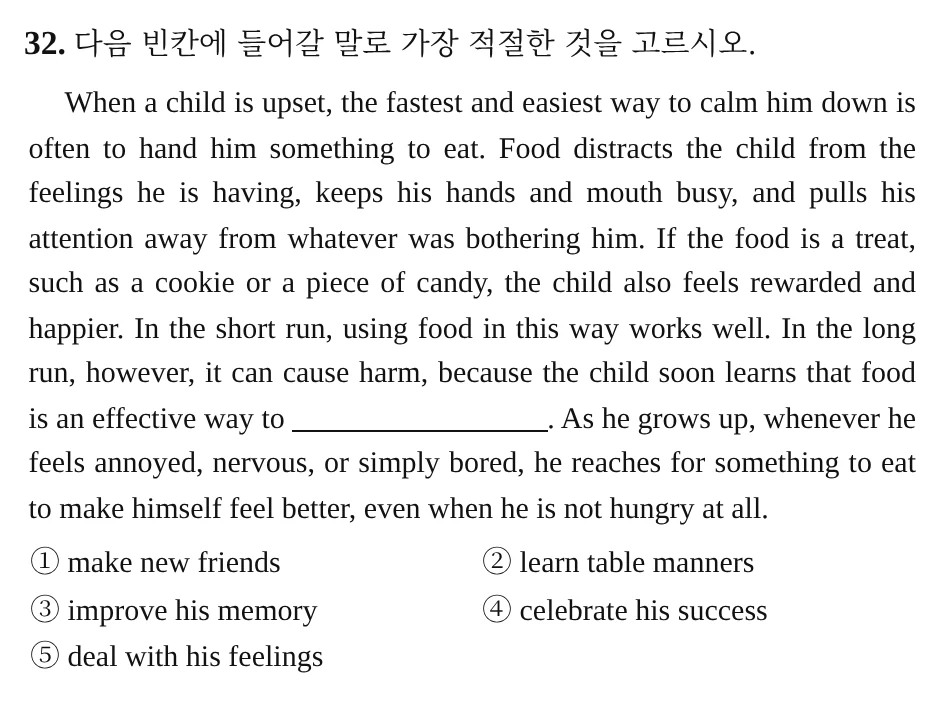 32. 다음 빈칸에 들어갈 말로 가장 적절한 것을 고르시오.
When a child is upset, the fastest and easiest way to calm him down is
often to hand him something to eat. Food distracts the child from the
feelings he is having, keeps his hands and mouth busy, and pulls his
attention away from whatever was bothering him. If the food is a treat,
such as a cookie or a piece of candy, the child also feels rewarded and
happier. In the short run, using food in this way works well. In the long
run, however, it can cause harm, because the child soon learns that food
is an effective way to ________________. As he grows up, whenever he
feels annoyed, nervous, or simply bored, he reaches for something to eat
to make himself feel better, even when he is not hungry at all.
① make new friends ② learn table manners
③ improve his memory ④ celebrate his success
⑤ deal with his feelings